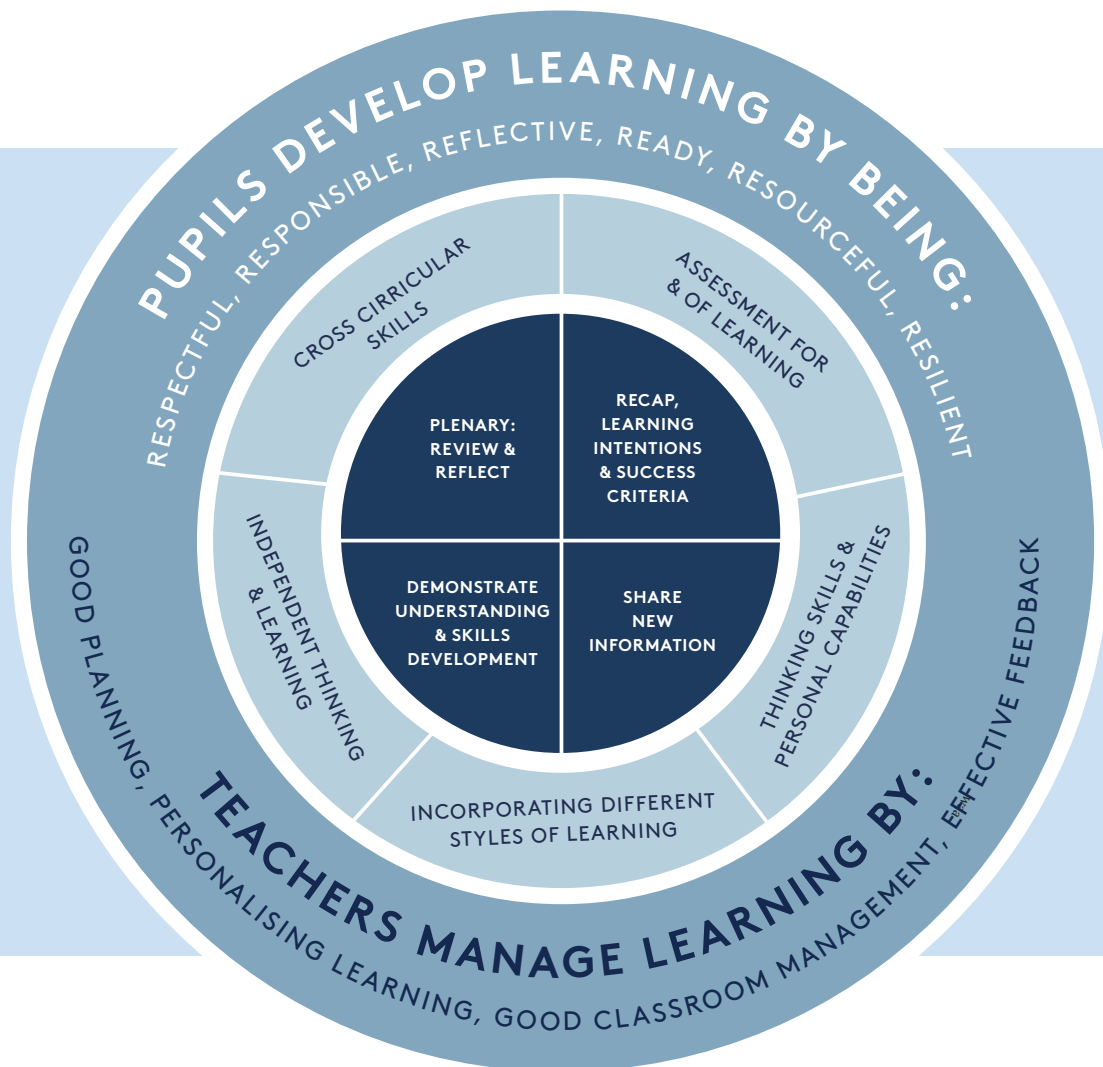 PUPILS DEVELOP LEARNING BY BEING:
RESPECTFUL, RESPONSIBLE, REFLECTIVE, READY, RESOURCEFUL, RESILIENT
CROSS CIRRICULAR
SKILLS
ASSESSMENT FOR
& OF LEARNING
THINKING SKILLS &
PERSONAL CAPABILITIES
INCORPORATING DIFFERENT
STYLES OF LEARNING
INDEPENDENT THINKING
& LEARNING
PLENARY:
REVIEW &
REFLECT
RECAP,
LEARNING
INTENTIONS
& SUCCESS
CRITERIA
DEMONSTRATE
UNDERSTANDING
& SKILLS
DEVELOPMENT
SHARE
NEW
INFORMATION
TEACHERS MANAGE LEARNING BY:
GOOD PLANNING, PERSONALISING LEARNING, GOOD CLASSROOM MANAGEMENT, EFFECTIVE FEEDBACK